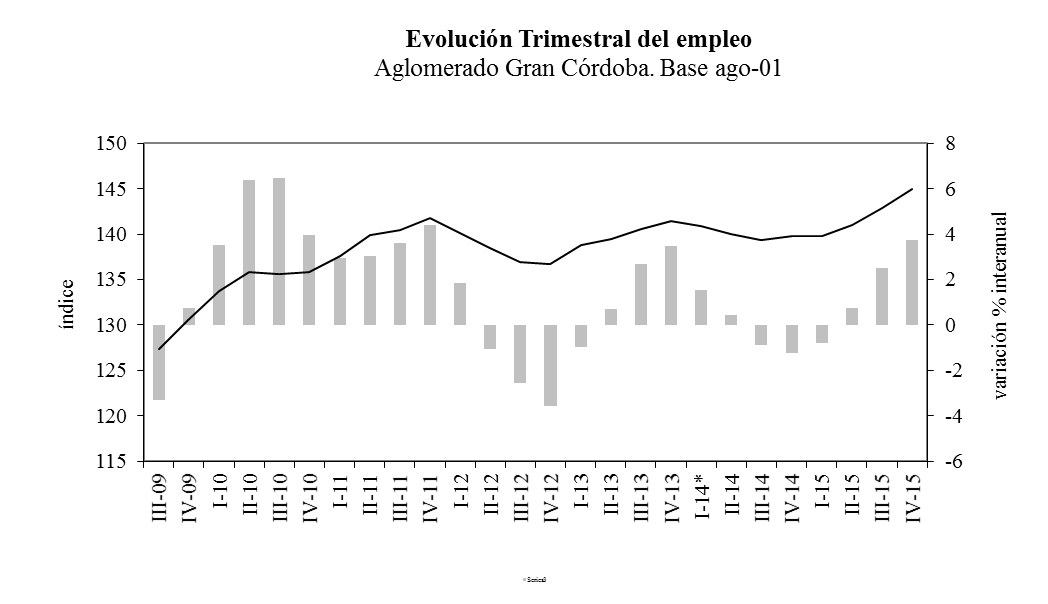 Evolución Trimestral del empleo
Aglomerado Gran Córdoba. Base ago-01
índice
150
145
140
135
130
125
120
115
8
6
4
2
0
-2
-4
-6
variación % interanual
III-09
IV-09
I-10
II-10
III-10
IV-10
I-11
II-11
III-11
IV-11
I-12
II-12
III-12
IV-12
I-13
II-13
III-13
IV-13
I-14*
II-14
III-14
IV-14
I-15
II-15
III-15
IV-15
Series3